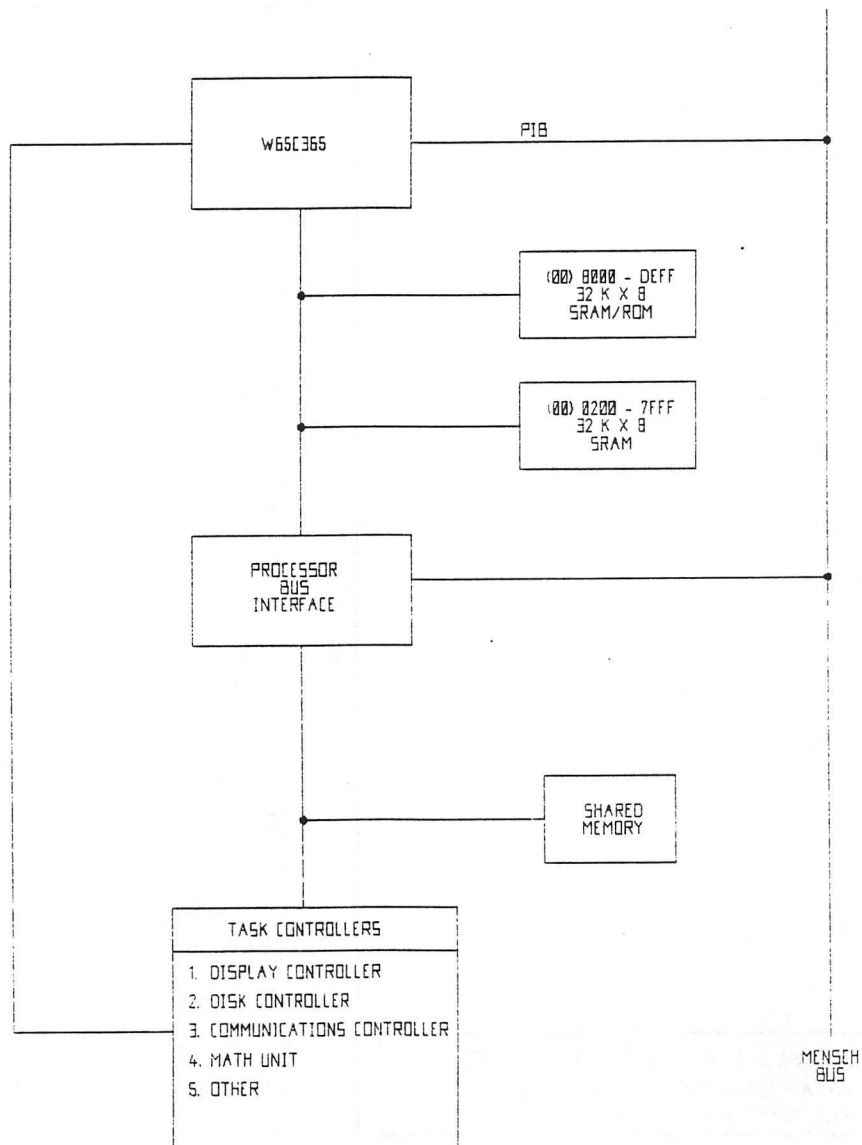 W65C365
PIB
(00) 8000 - DEFF
32 K X 8
SRAM/ROM
(00) 0200 - 7FFF
32 K X 8
SRAM
PROCESSOR
BUS
INTERFACE
SHARED
MEMORY
TASK CONTROLLERS
1. DISPLAY CONTROLLER
2. DISK CONTROLLER
3. COMMUNICATIONS CONTROLLER
4. MATH UNIT
5. OTHER
MENSCH
BUS